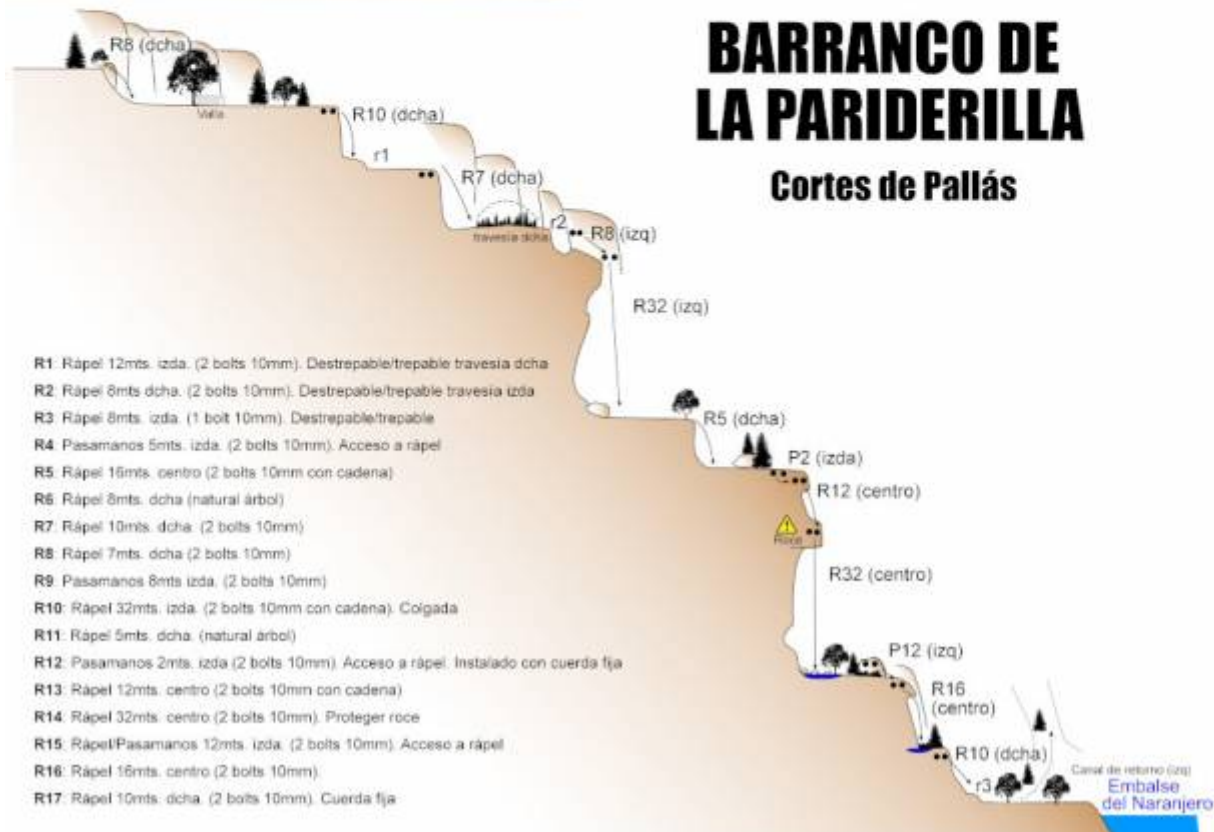 BARRANCO DE
LA PARIDERILLA
Cortes de Pallás
R8 (dcha)
Valla
R10 (dcha)
r1
R7 (dcha)
travesia dcha
r2
R8 (izq)
R32 (izq)
R5 (dcha)
P2 (izda)
R12 (centro)
Roce
R32 (centro)
P12 (izq)
R16
(centro)
R10 (dcha)
r3
Canal de retorno (izq)
Embalse
del Naranjero
R1: Rápel 12mts. izda. (2 bolts 10mm). Destrepable/trepable travesia dcha
R2: Rápel 8mts dcha. (2 bolts 10mm). Destrepable/trepable travesia izda
R3: Rápel 8mts. izda. (1 bolt 10mm). Destrepable/trepable
R4: Pasamanos 5mts. izda. (2 bolts 10mm). Acceso a rápel
R5: Rápel 16mts. centro (2 bolts 10mm con cadena)
R6: Rápel 8mts. dcha (natural árbol)
R7: Rápel 10mts. dcha. (2 bolts 10mm)
R8: Rápel 7mts. dcha (2 bolts 10mm)
R9: Pasamanos 8mts izda. (2 bolts 10mm)
R10: Rápel 32mts. izda. (2 bolts 10mm con cadena). Colgada
R11: Rápel 5mts. dcha. (natural árbol)
R12: Pasamanos 2mts. izda (2 bolts 10mm). Acceso a rápel. Instalado con cuerda fija
R13: Rápel 12mts. centro (2 bolts 10mm con cadena)
R14: Rápel 32mts. centro (2 bolts 10mm). Proteger roce
R15: Rápel/Pasamanos 12mts. izda. (2 bolts 10mm). Acceso a rápel
R16: Rápel 16mts. centro (2 bolts 10mm).
R17: Rápel 10mts. dcha. (2 bolts 10mm). Cuerda fija